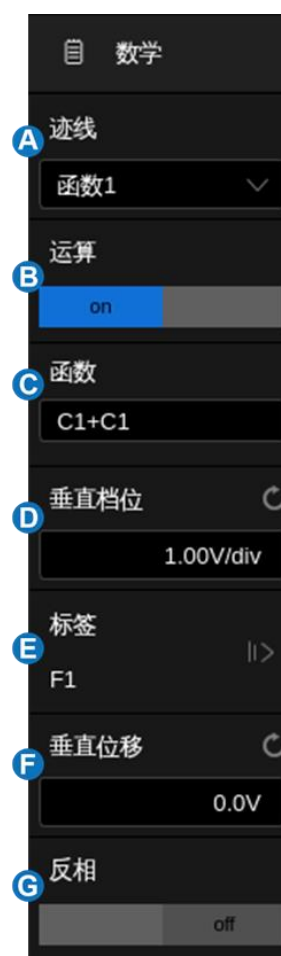 数学
A
迹线
函数1
运算
B
on
函数
C
C1+C1
垂直档位
D
1.00V/div
标签
E
F1
垂直位移
F
0.0V
反相
G
off